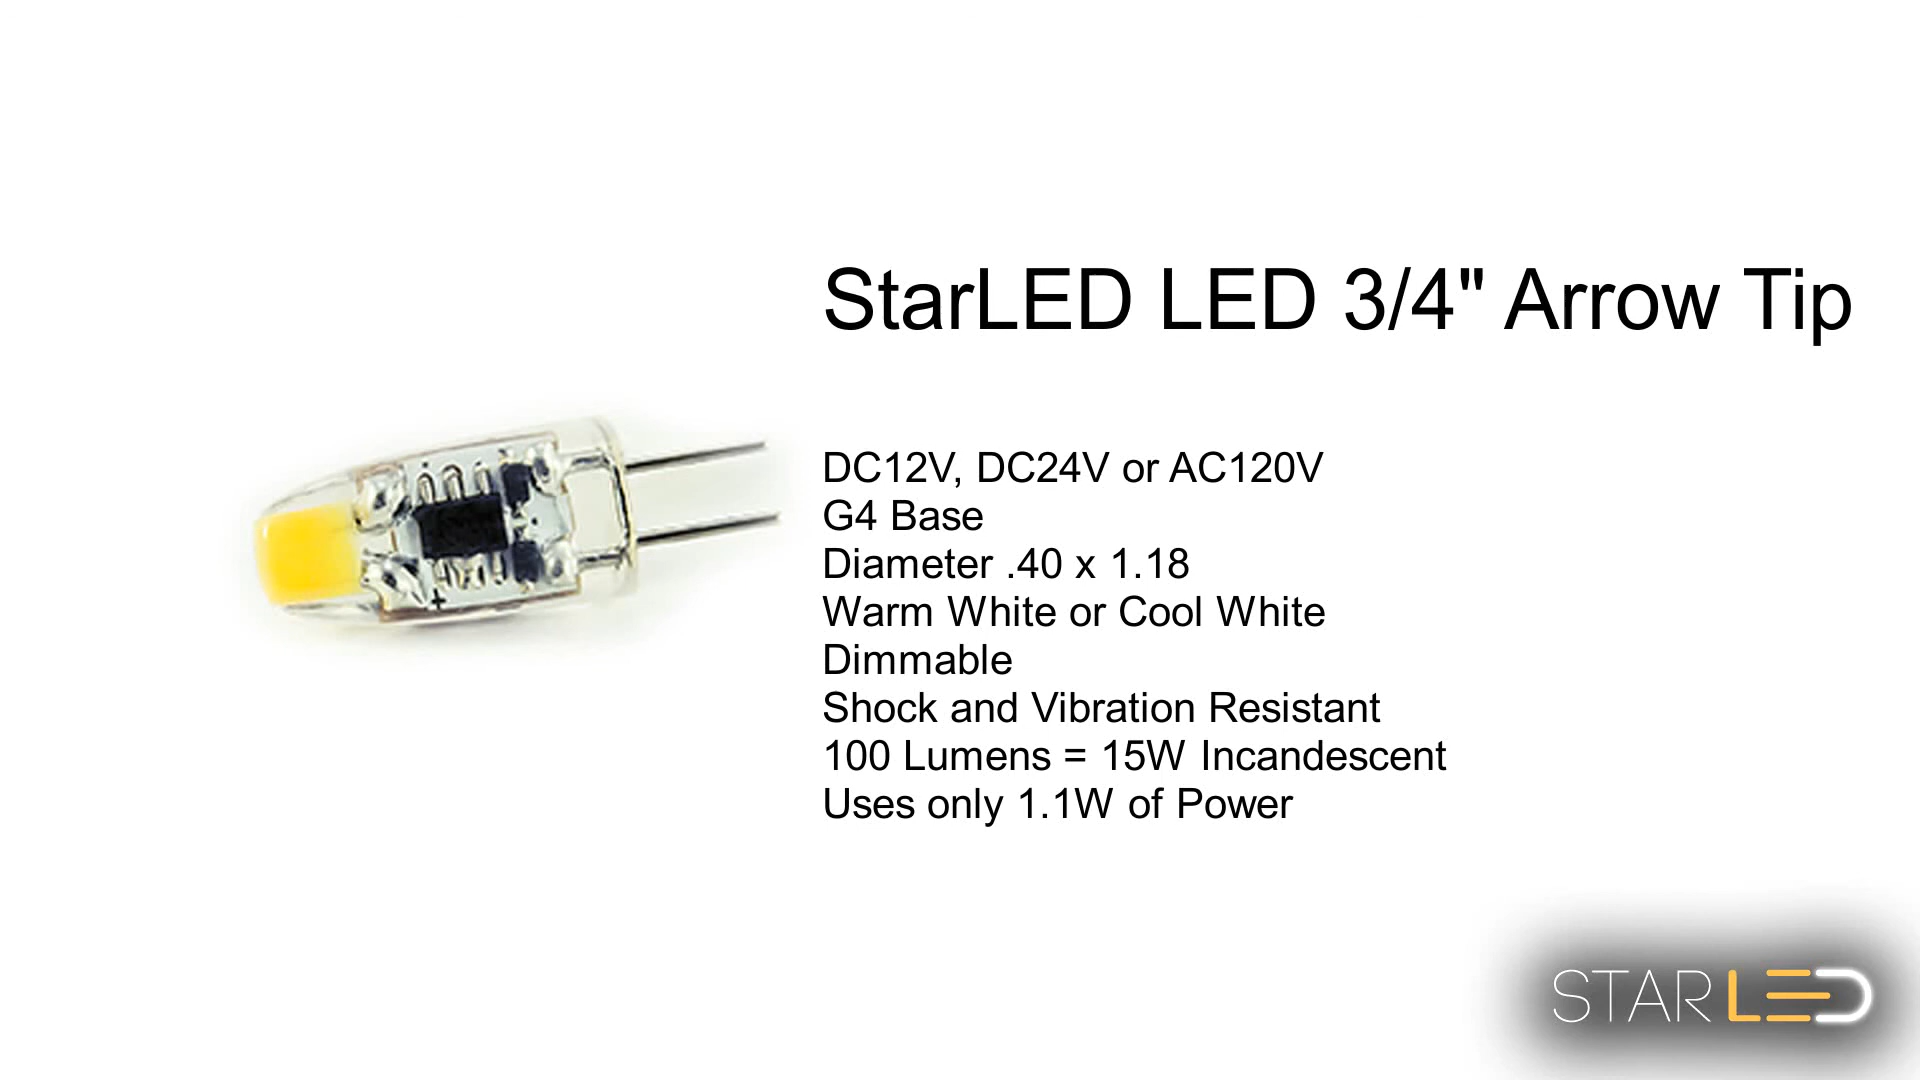 StarLED LED 3/4" Arrow Tip
DC12V, DC24V or AC120V
G4 Base
Diameter .40 x 1.18
Warm White or Cool White
Dimmable
Shock and Vibration Resistant
100 Lumens = 15W Incandescent
Uses only 1.1W of Power
+
STARLED